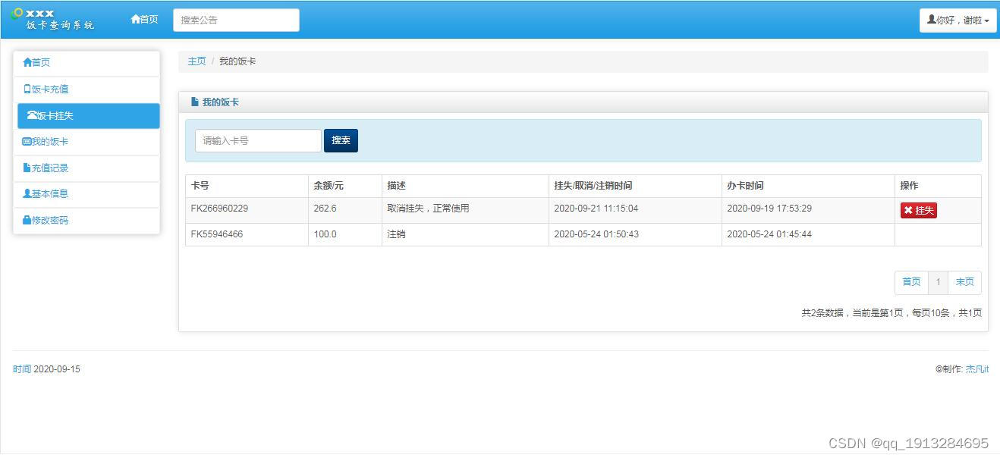 xxx
饭卡查询系统
首页
搜索公告
你好，谢啦
首页
饭卡充值
饭卡挂失
我的饭卡
充值记录
基本信息
修改密码
主页 / 我的饭卡
我的饭卡
请输入卡号 搜索
卡号 余额/元 描述 挂失/取消/注销时间 办卡时间 操作
FK266960229 262.6 取消挂失，正常使用 2020-09-21 11:15:04 2020-09-19 17:53:29 挂失
FK55946466 100.0 注销 2020-05-24 01:50:43 2020-05-24 01:45:44
首页 1 末页
共2条数据，当前是第1页，每页10条，共1页
时间 2020-09-15
©制作: 杰凡it
CSDN @qq_1913284695